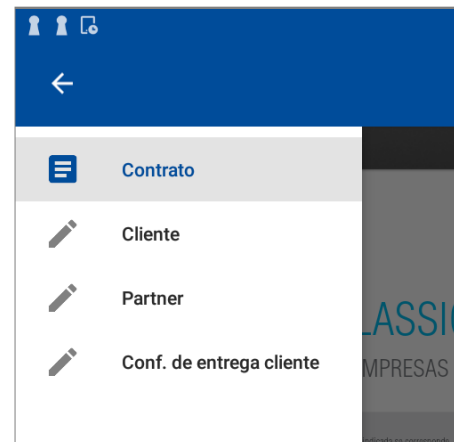 Contrato
Cliente
Partner
Conf. de entrega cliente
LASSI
MPRESAS